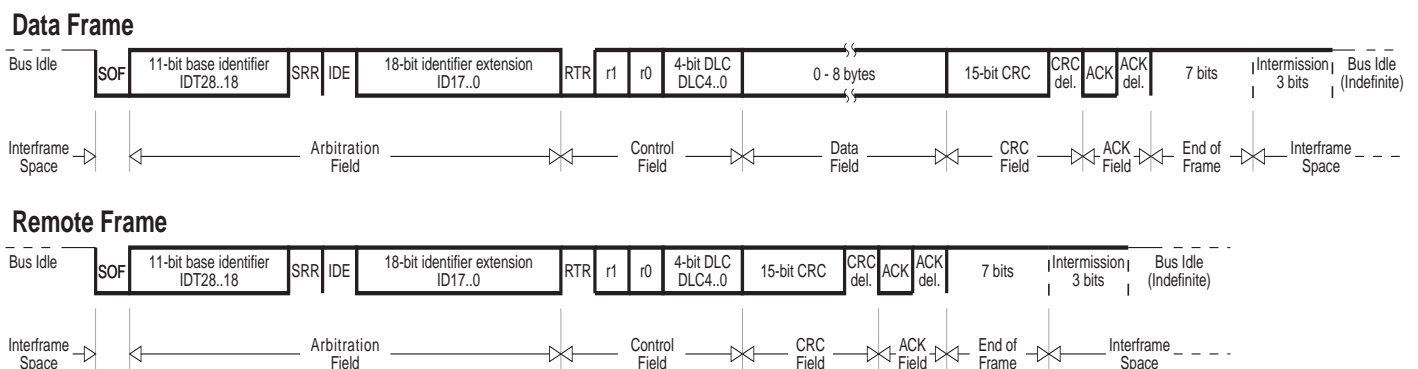 Data Frame
Bus Idle SOF 11-bit base identifier SRR IDE 18-bit identifier extension RTR r1 r0 4-bit DLC 0 - 8 bytes 15-bit CRC CRC ACK ACK 7 bits Intermission Bus Idle
IDT28..18 ID17..0 DLC4..0 del. del. 3 bits (Indefinite)
Interframe Arbitration Control Data CRC ACK End of Interframe
Space Field Field Field Field Field Frame Space
Remote Frame
Bus Idle SOF 11-bit base identifier SRR IDE 18-bit identifier extension RTR r1 r0 4-bit DLC 15-bit CRC CRC ACK ACK 7 bits Intermission Bus Idle
IDT28..18 ID17..0 DLC4..0 del. del. 3 bits (Indefinite)
Interframe Arbitration Control CRC ACK End of Interframe
Space Field Field Field Field Frame Space